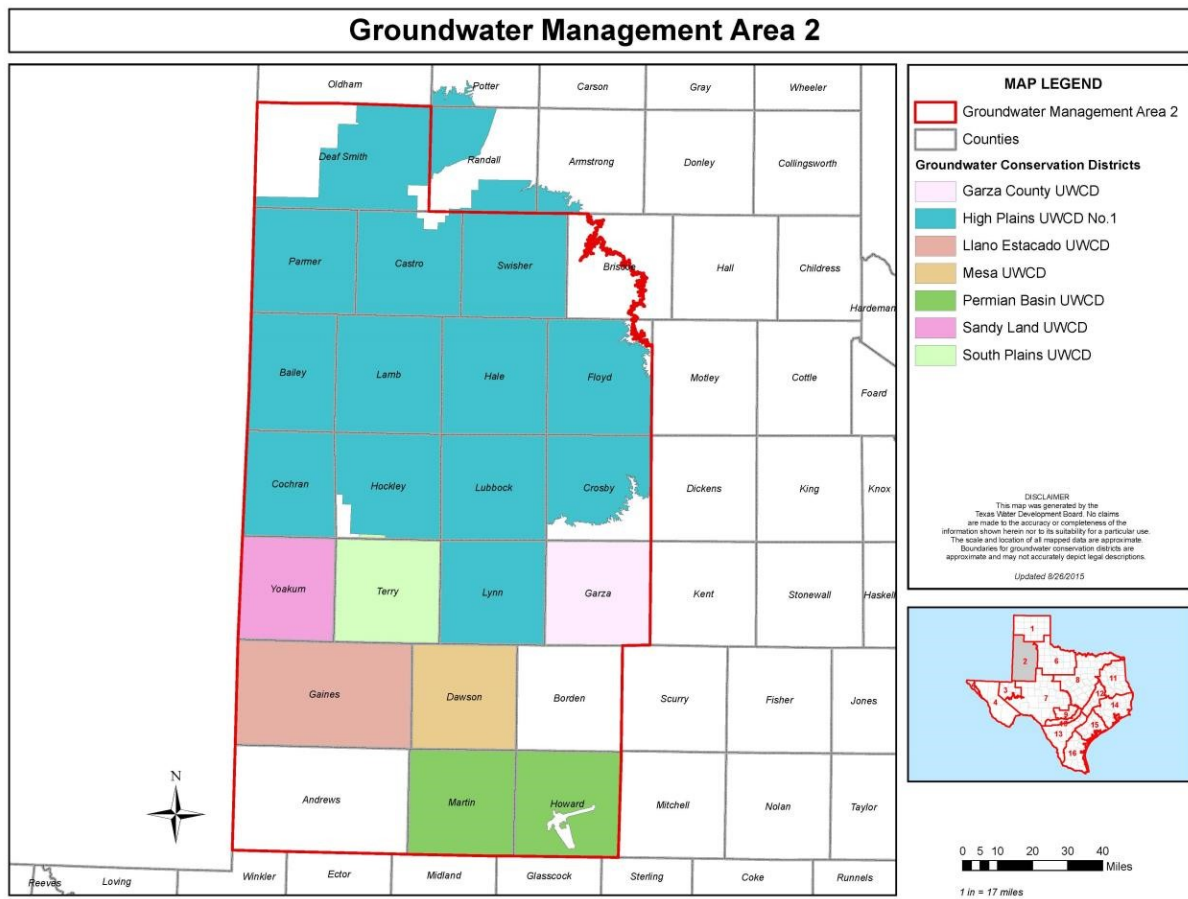 Groundwater Management Area 2
Oldham
Potter
Carson
Gray
Wheeler
Deaf Smith
Randall
Armstrong
Donley
Collingsworth
Parmer
Castro
Swisher
Briscoe
Hall
Childress
Hardeman
Bailey
Lamb
Hale
Floyd
Motley
Cottle
Foard
Cochran
Hockley
Lubbock
Crosby
Dickens
King
Knox
Yoakum
Terry
Lynn
Garza
Kent
Stonewall
Haskell
Gaines
Dawson
Borden
Scurry
Fisher
Jones
Andrews
Martin
Howard
Mitchell
Nolan
Taylor
N
Reeves
Loving
Winkler
Ector
Midland
Glasscock
Sterling
Coke
Runnels
MAP LEGEND
Groundwater Management Area 2
Counties
Groundwater Conservation Districts
Garza County UWCD
High Plains UWCD No.1
Llano Estacado UWCD
Mesa UWCD
Permian Basin UWCD
Sandy Land UWCD
South Plains UWCD
DISCLAIMER
This map was generated by the
Texas Water Development Board. No claims
are made to the accuracy or completeness of the
information shown herein nor to its suitability for a particular use.
The scale and location of all mapped data are approximate.
Boundaries for groundwater conservation districts are
approximate and may not accurately depict legal descriptions.
Updated 8/26/2015
1
2
6
8
11
3
4
7
12
14
13
15
16
0 5 10 20 30 40
Miles
1 in = 17 miles